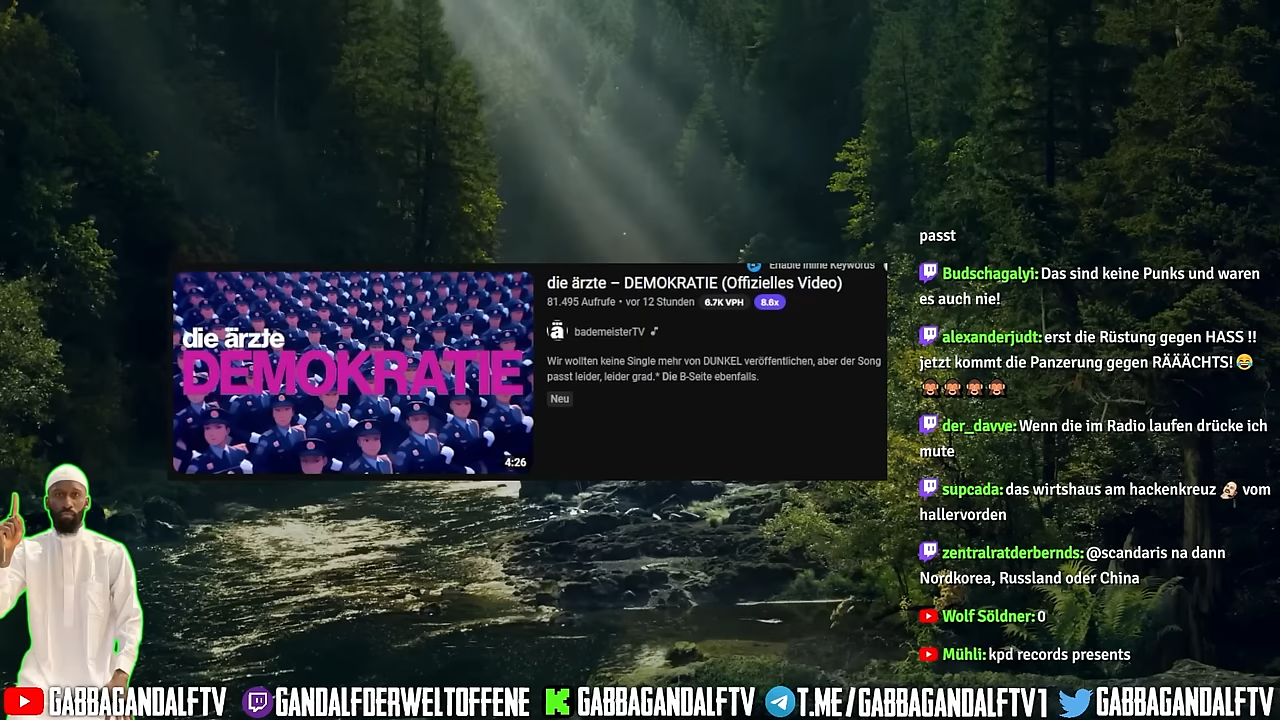 passt
Budschagalyi: Das sind keine Punks und waren
es auch nie!
alexanderjudt: erst die Rüstung gegen HASS !!
jetzt kommt die Panzerung gegen RÄÄÄCHTS! 😂
🙈🙈🙈🙈
der_davve: Wenn die im Radio laufen drücke ich
mute
supcada: das wirtshaus am hackenkreuz vom
hallervorden
zentralratderbernds: @scandaris na dann
Nordkorea, Russland oder China
Wolf Söldner: 0
Mühli: kpd records presents
Enable Inline Keywords
die ärzte – DEMOKRATIE (Offizielles Video)
81.495 Aufrufe • vor 12 Stunden 6.7K VPH 8.6x
ä bademeisterTV
Wir wollten keine Single mehr von DUNKEL veröffentlichen, aber der Song
passt leider, leider grad.* Die B-Seite ebenfalls.
Neu
die ärzte
DEMOKRATIE
4:26
GABBAGANDALFTV GANDALFDERWELTOFFENE K GABBAGANDALFTV T.ME/GABBAGANDALFTV1 GABBAGANDALFTV